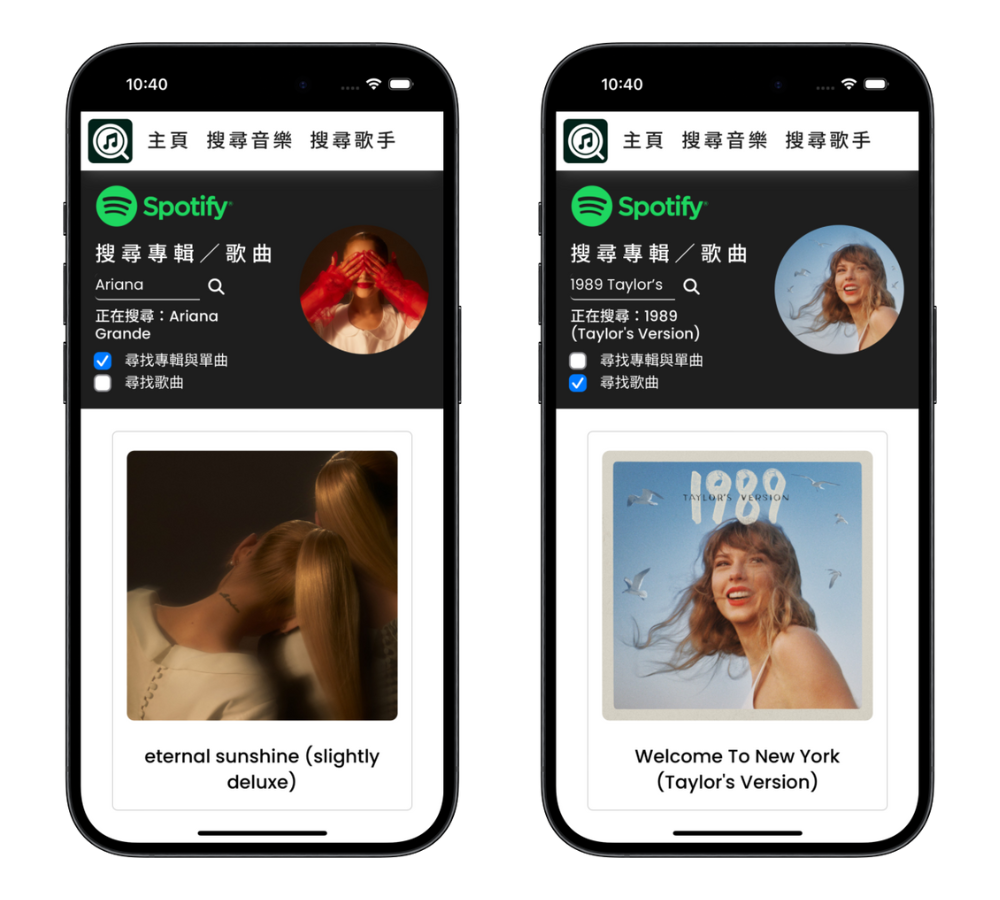 10:40
主頁 搜尋音樂 搜尋歌手
Spotify
搜尋專輯／歌曲
Ariana
正在搜尋：Ariana
Grande
尋找專輯與單曲
尋找歌曲
eternal sunshine (slightly
deluxe)
10:40
主頁 搜尋音樂 搜尋歌手
Spotify
搜尋專輯／歌曲
1989 Taylor's
正在搜尋：1989
(Taylor's Version)
尋找專輯與單曲
尋找歌曲
1989
TAYLOR'S VERSION
Welcome To New York
(Taylor's Version)